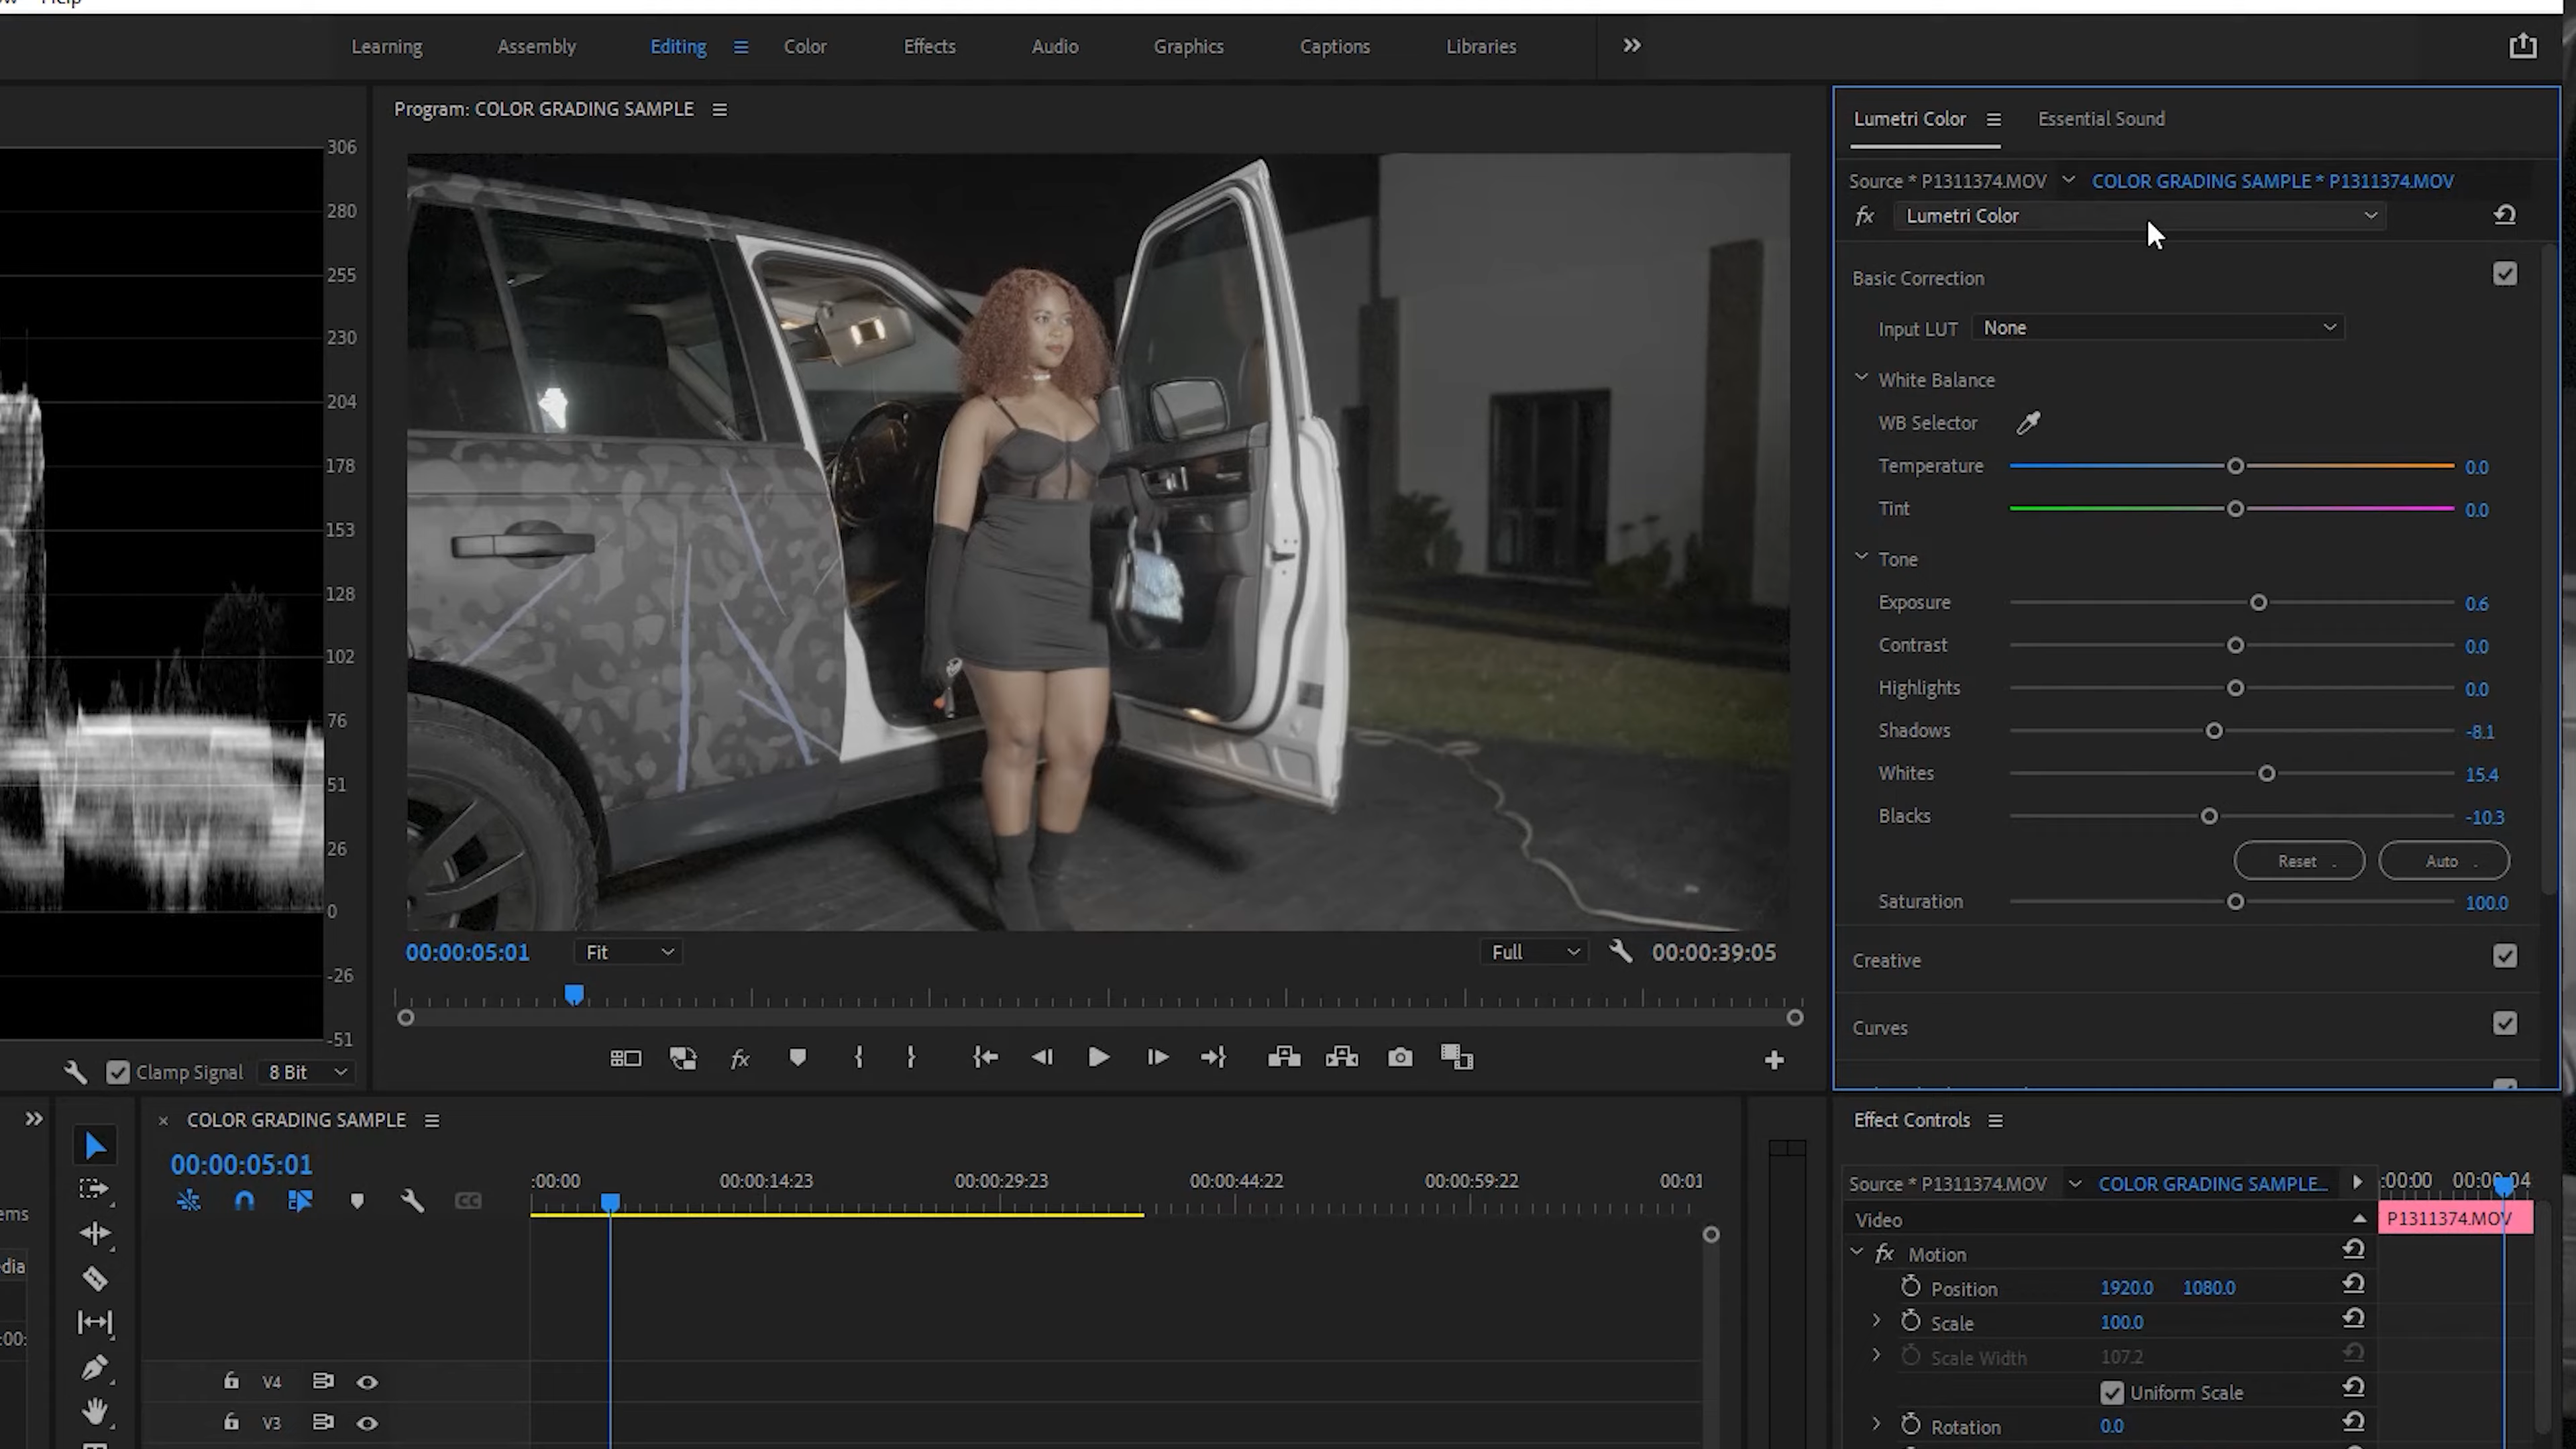 Help
Learning Assembly Editing Color Effects Audio Graphics Captions Libraries
Program: COLOR GRADING SAMPLE
306
280
255
230
204
178
153
128
102
76
51
26
0
-26
-51
Clamp Signal 8 Bit
00:00:05:01 Fit Full 00:00:39:05
Lumetri Color Essential Sound
Source * P1311374.MOV COLOR GRADING SAMPLE * P1311374.MOV
fx Lumetri Color
Basic Correction
Input LUT None
White Balance
WB Selector
Temperature 0.0
Tint 0.0
Tone
Exposure 0.6
Contrast 0.0
Highlights 0.0
Shadows -8.1
Whites 15.4
Blacks -10.3
Reset Auto
Saturation 100.0
Creative
Curves
fx
× COLOR GRADING SAMPLE
00:00:05:01
:00:00 00:00:14:23 00:00:29:23 00:00:44:22 00:00:59:22 00:01
CC
ems
dia
:00:
V4
V3
Effect Controls
Source * P1311374.MOV COLOR GRADING SAMPLE... :00:00
Video P1311374.MOV
fx Motion
Position 1920.0 1080.0
Scale 100.0
Scale Width 107.2
Uniform Scale
Rotation 0.0